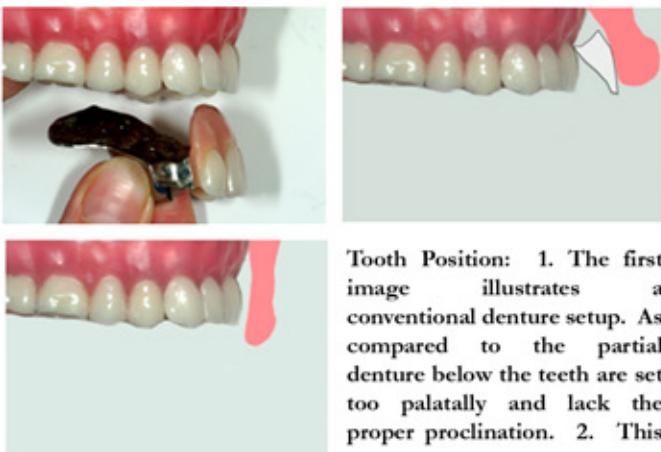 Tooth Position: 1. The first
image illustrates a
conventional denture setup. As
compared to the partial
denture below the teeth are set
too palatally and lack the
proper proclination. 2. This